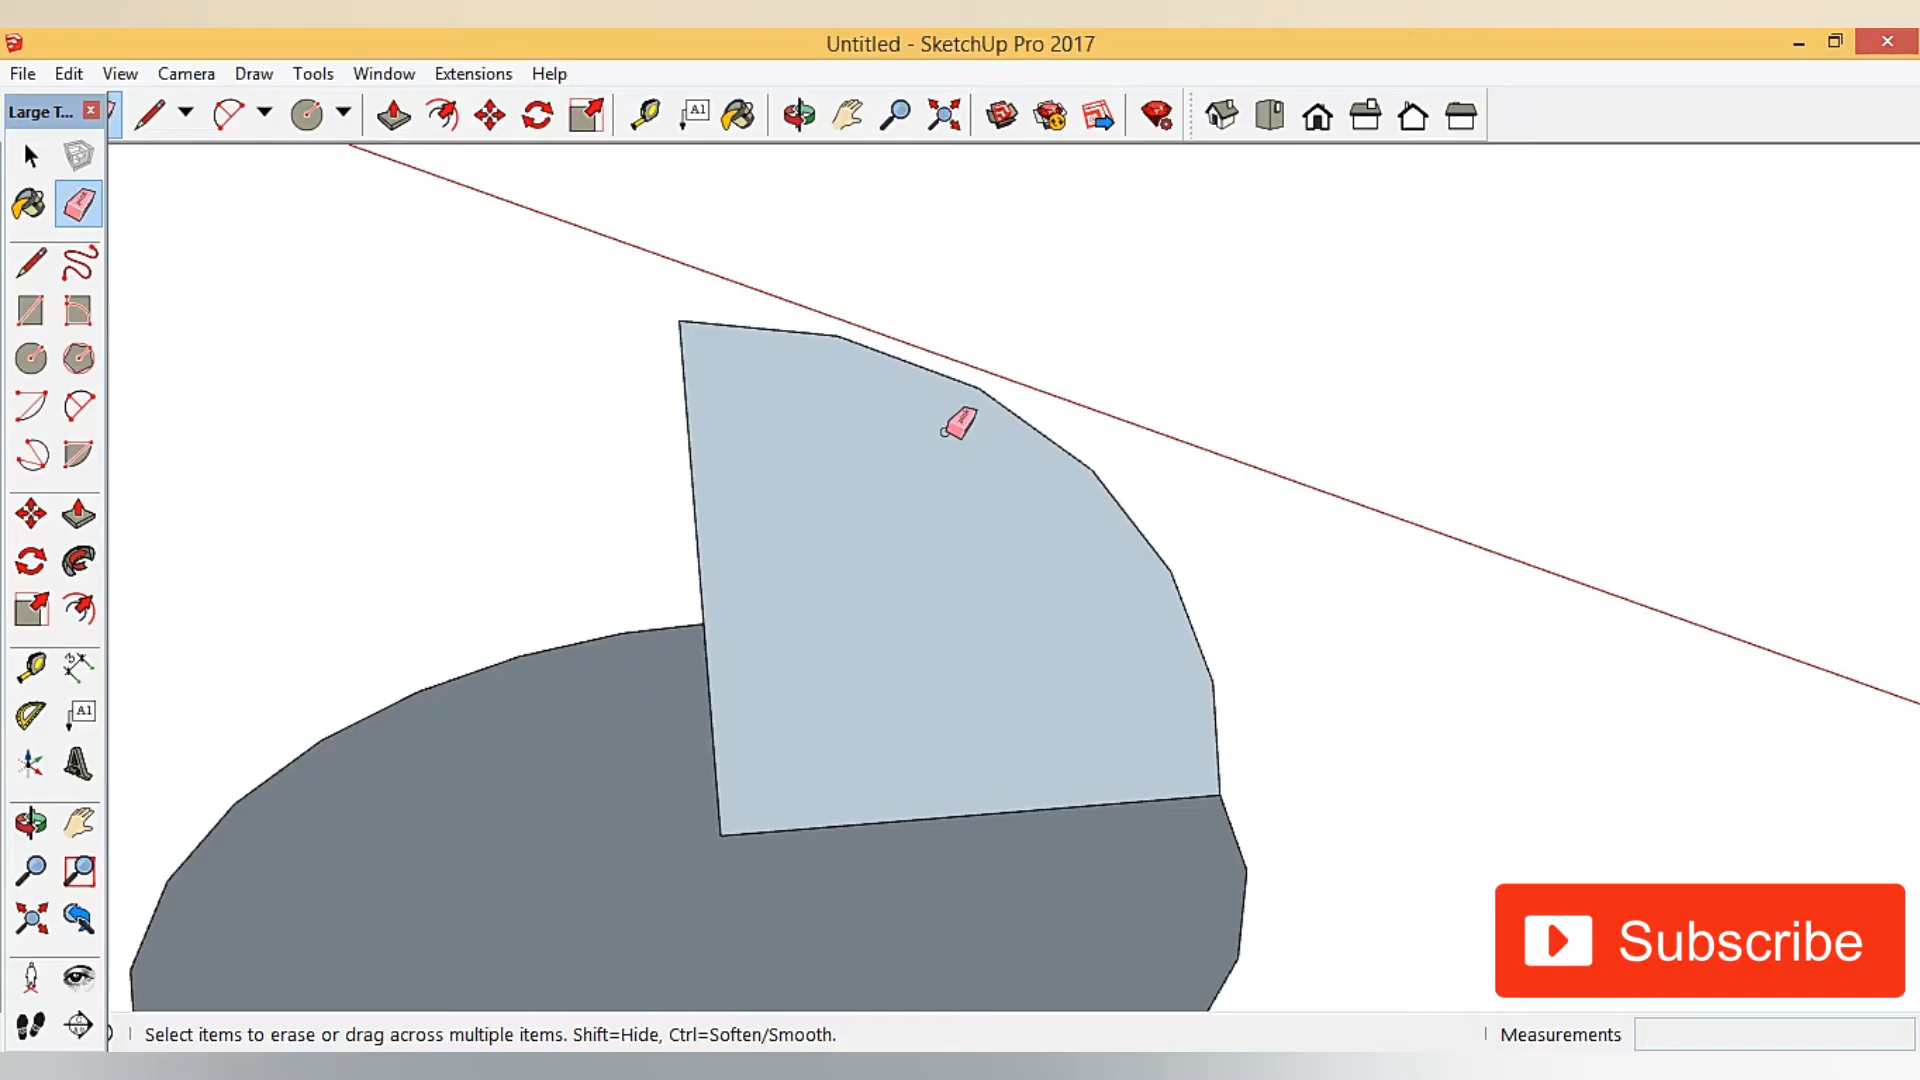 Untitled - SketchUp Pro 2017
File Edit View Camera Draw Tools Window Extensions Help
Large T...
A1
A1
Subscribe
Select items to erase or drag across multiple items. Shift=Hide, Ctrl=Soften/Smooth.
Measurements